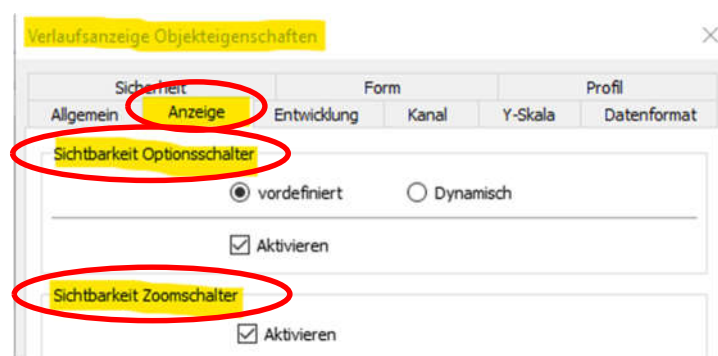 Verlaufsanzeige Objekteigenschaften
Sicherheit Form Profil
Allgemein Anzeige Entwicklung Kanal Y-Skala Datenformat
Sichtbarkeit Optionsschalter
vordefiniert Dynamisch
Aktivieren
Sichtbarkeit Zoomschalter
Aktivieren